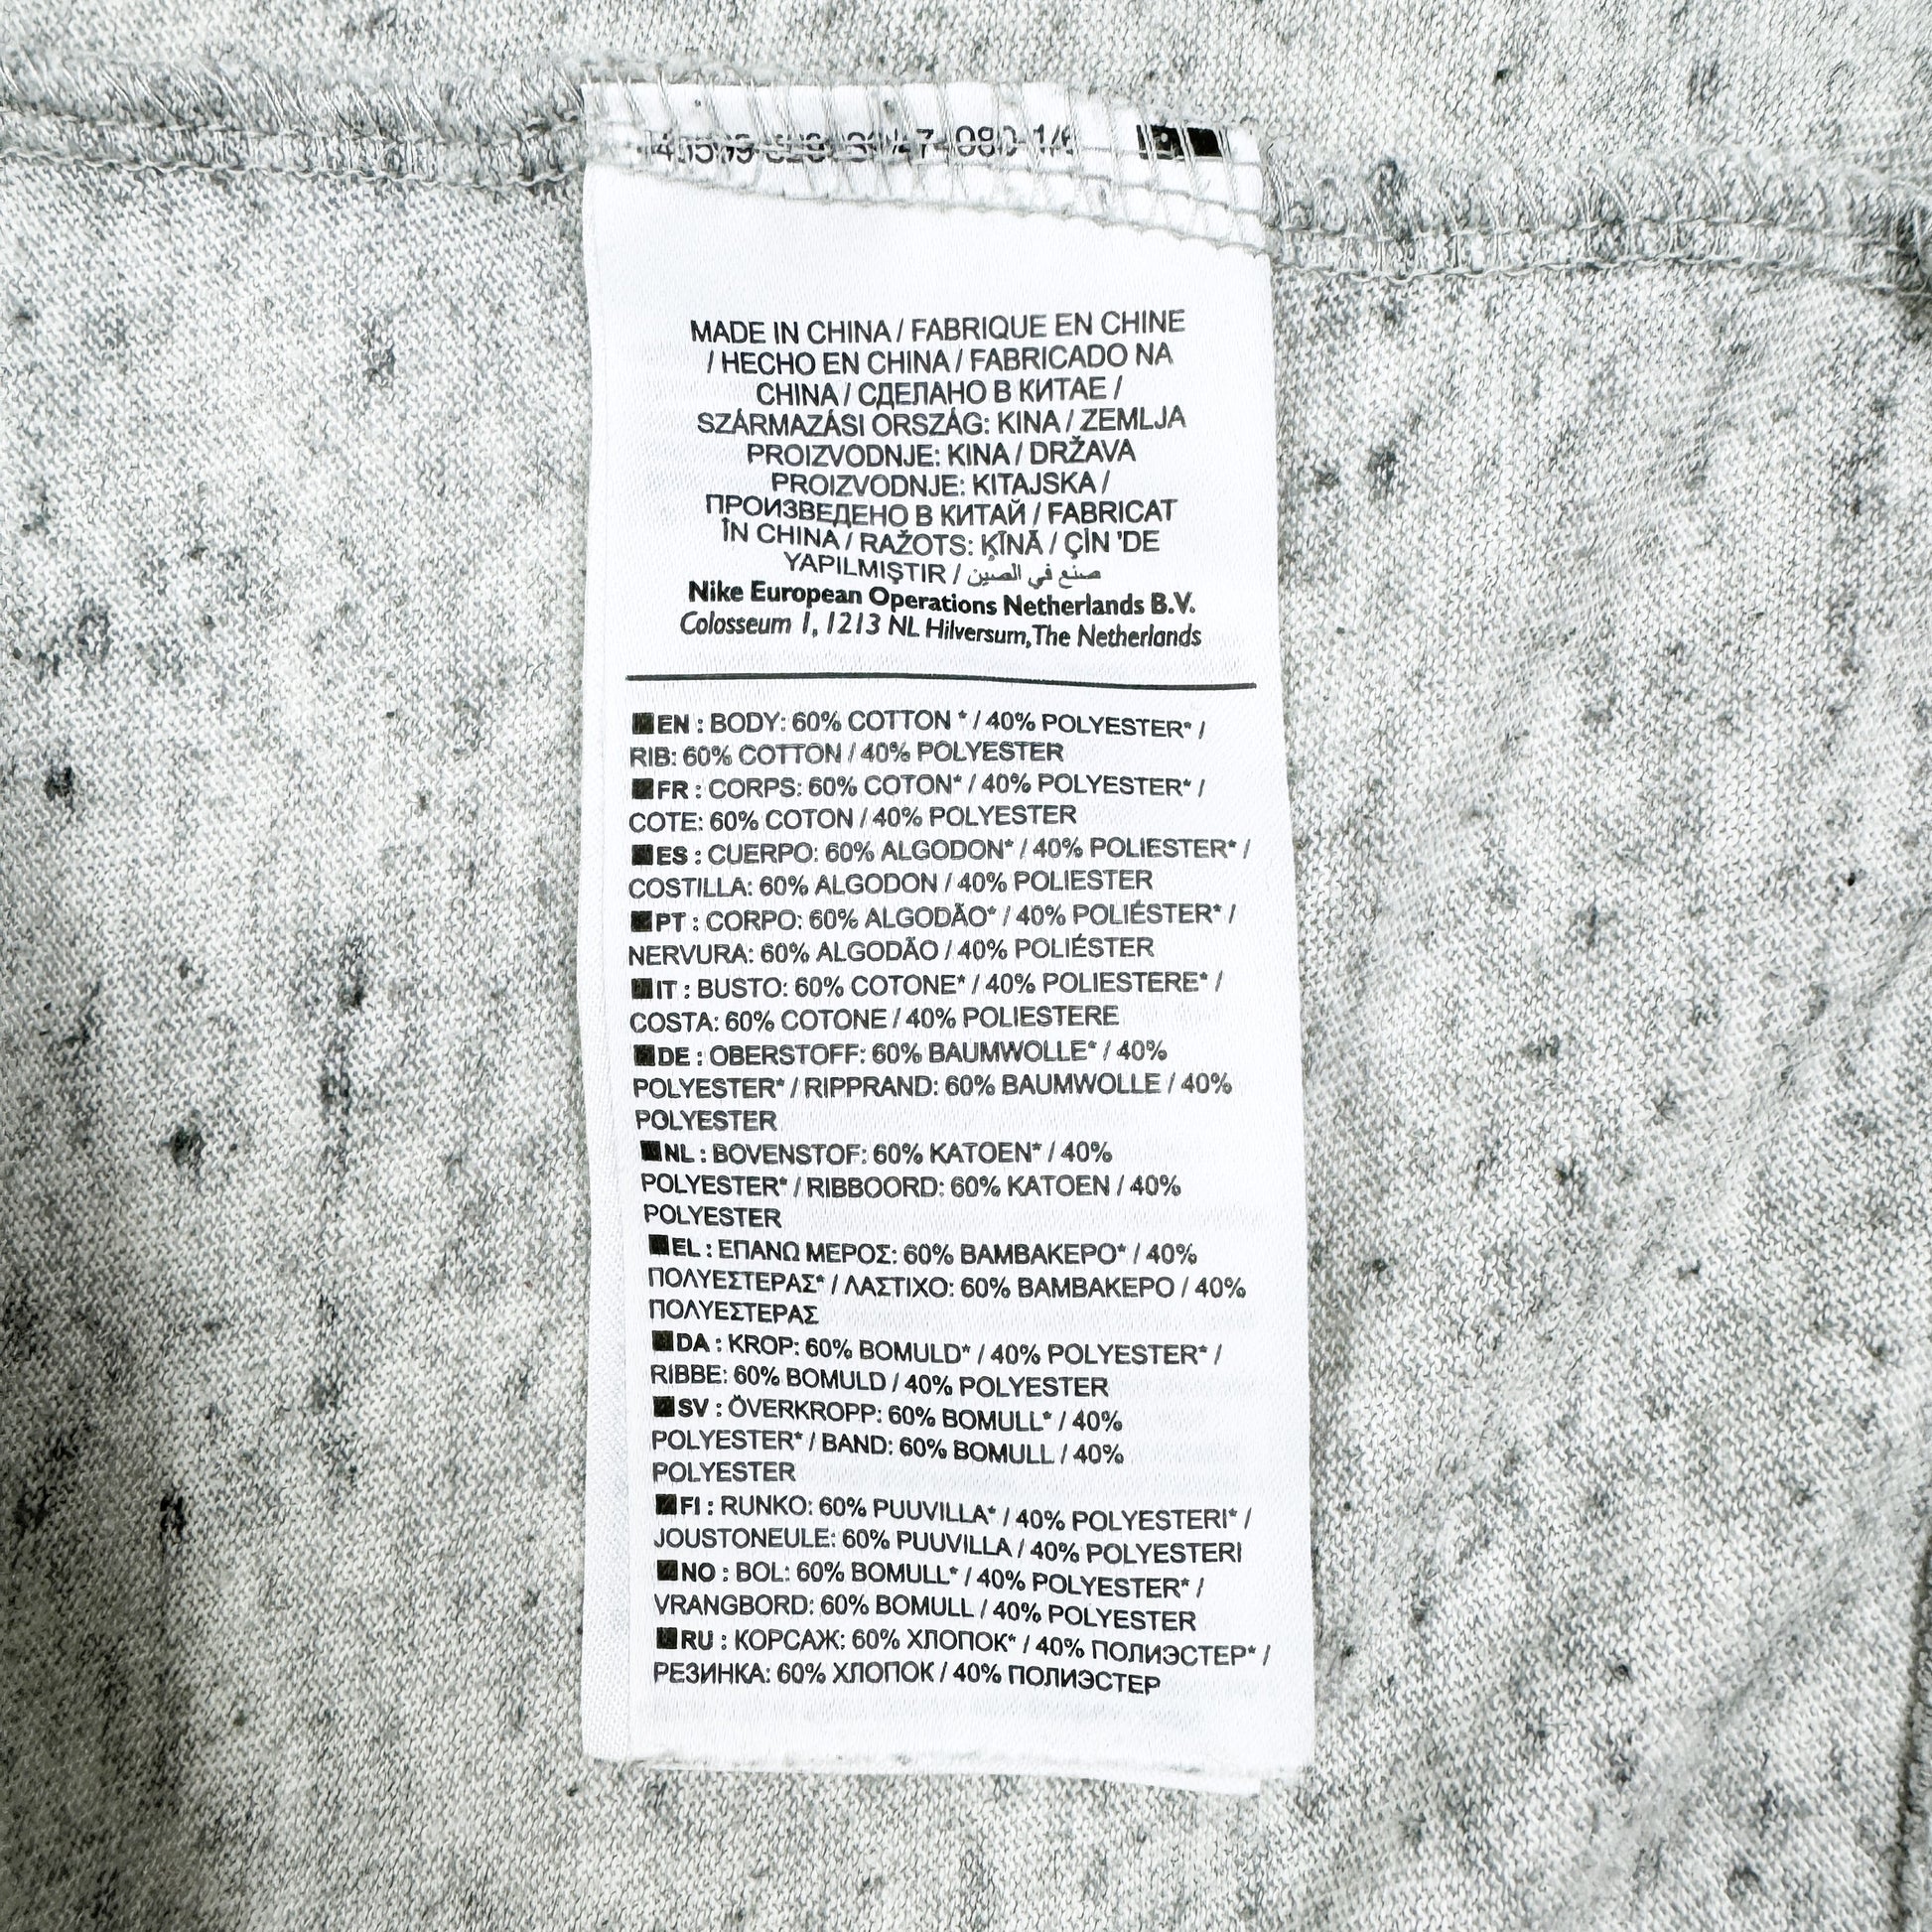 MADE IN CHINA / FABRIQUE EN CHINE
/ HECHO EN CHINA / FABRICADO NA
CHINA / СДЕЛАНО В КИТАЕ /
SZÁRMAZÁSI ORSZÁG: KINA / ZEMLJA
PROIZVODNJE: KINA / DRŽAVA
PROIZVODNJE: KITAJSKA /
ПРОИЗВЕДЕНО В КИТАЙ / FABRICAT
ÎN CHINA / RAŽOTS: ĶĪNĀ / ÇİN 'DE
YAPILMIŞTIR / صنع في الصين
Nike European Operations Netherlands B.V.
Colosseum 1, 1213 NL Hilversum, The Netherlands
EN : BODY: 60% COTTON * / 40% POLYESTER* /
RIB: 60% COTTON / 40% POLYESTER
FR : CORPS: 60% COTON* / 40% POLYESTER* /
COTE: 60% COTON / 40% POLYESTER
ES : CUERPO: 60% ALGODON* / 40% POLIESTER* /
COSTILLA: 60% ALGODON / 40% POLIESTER
PT : CORPO: 60% ALGODÃO* / 40% POLIÉSTER* /
NERVURA: 60% ALGODÃO / 40% POLIÉSTER
IT : BUSTO: 60% COTONE* / 40% POLIESTERE* /
COSTA: 60% COTONE / 40% POLIESTERE
DE : OBERSTOFF: 60% BAUMWOLLE* / 40%
POLYESTER* / RIPPRAND: 60% BAUMWOLLE / 40%
POLYESTER
NL : BOVENSTOF: 60% KATOEN* / 40%
POLYESTER* / RIBBOORD: 60% KATOEN / 40%
POLYESTER
EL : ΕΠΑΝΩ ΜΕΡΟΣ: 60% ΒΑΜΒΑΚΕΡΟ* / 40%
ΠΟΛΥΕΣΤΕΡΑΣ* / ΛΑΣΤΙΧΟ: 60% ΒΑΜΒΑΚΕΡΟ / 40%
ΠΟΛΥΕΣΤΕΡΑΣ
DA : KROP: 60% BOMULD* / 40% POLYESTER* /
RIBBE: 60% BOMULD / 40% POLYESTER
SV : ÖVERKROPP: 60% BOMULL* / 40%
POLYESTER* / BAND: 60% BOMULL / 40%
POLYESTER
FI : RUNKO: 60% PUUVILLA* / 40% POLYESTERI* /
JOUSTONEULE: 60% PUUVILLA / 40% POLYESTERI
NO : BOL: 60% BOMULL* / 40% POLYESTER* /
VRANGBORD: 60% BOMULL / 40% POLYESTER
RU : КОРСАЖ: 60% ХЛОПОК* / 40% ПОЛИЭСТЕР* /
РЕЗИНКА: 60% ХЛОПОК / 40% ПОЛИЭСТЕР